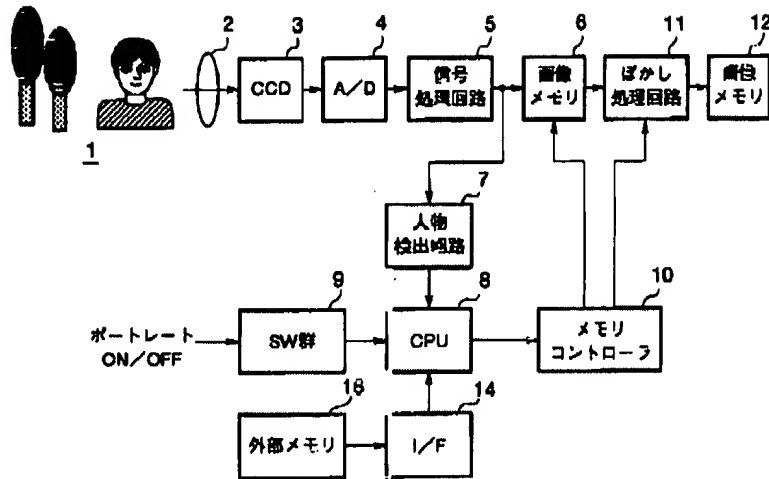 2
3
4
5
6
11
12
CCD
A/D
信号
処理回路
画像
メモリ
ぼかし
処理回路
画像
メモリ
1
7
人物
検出回路
9
8
10
ポートレート
ON/OFF
SW群
CPU
メモリ
コントローラ
16
14
外部メモリ
I/F